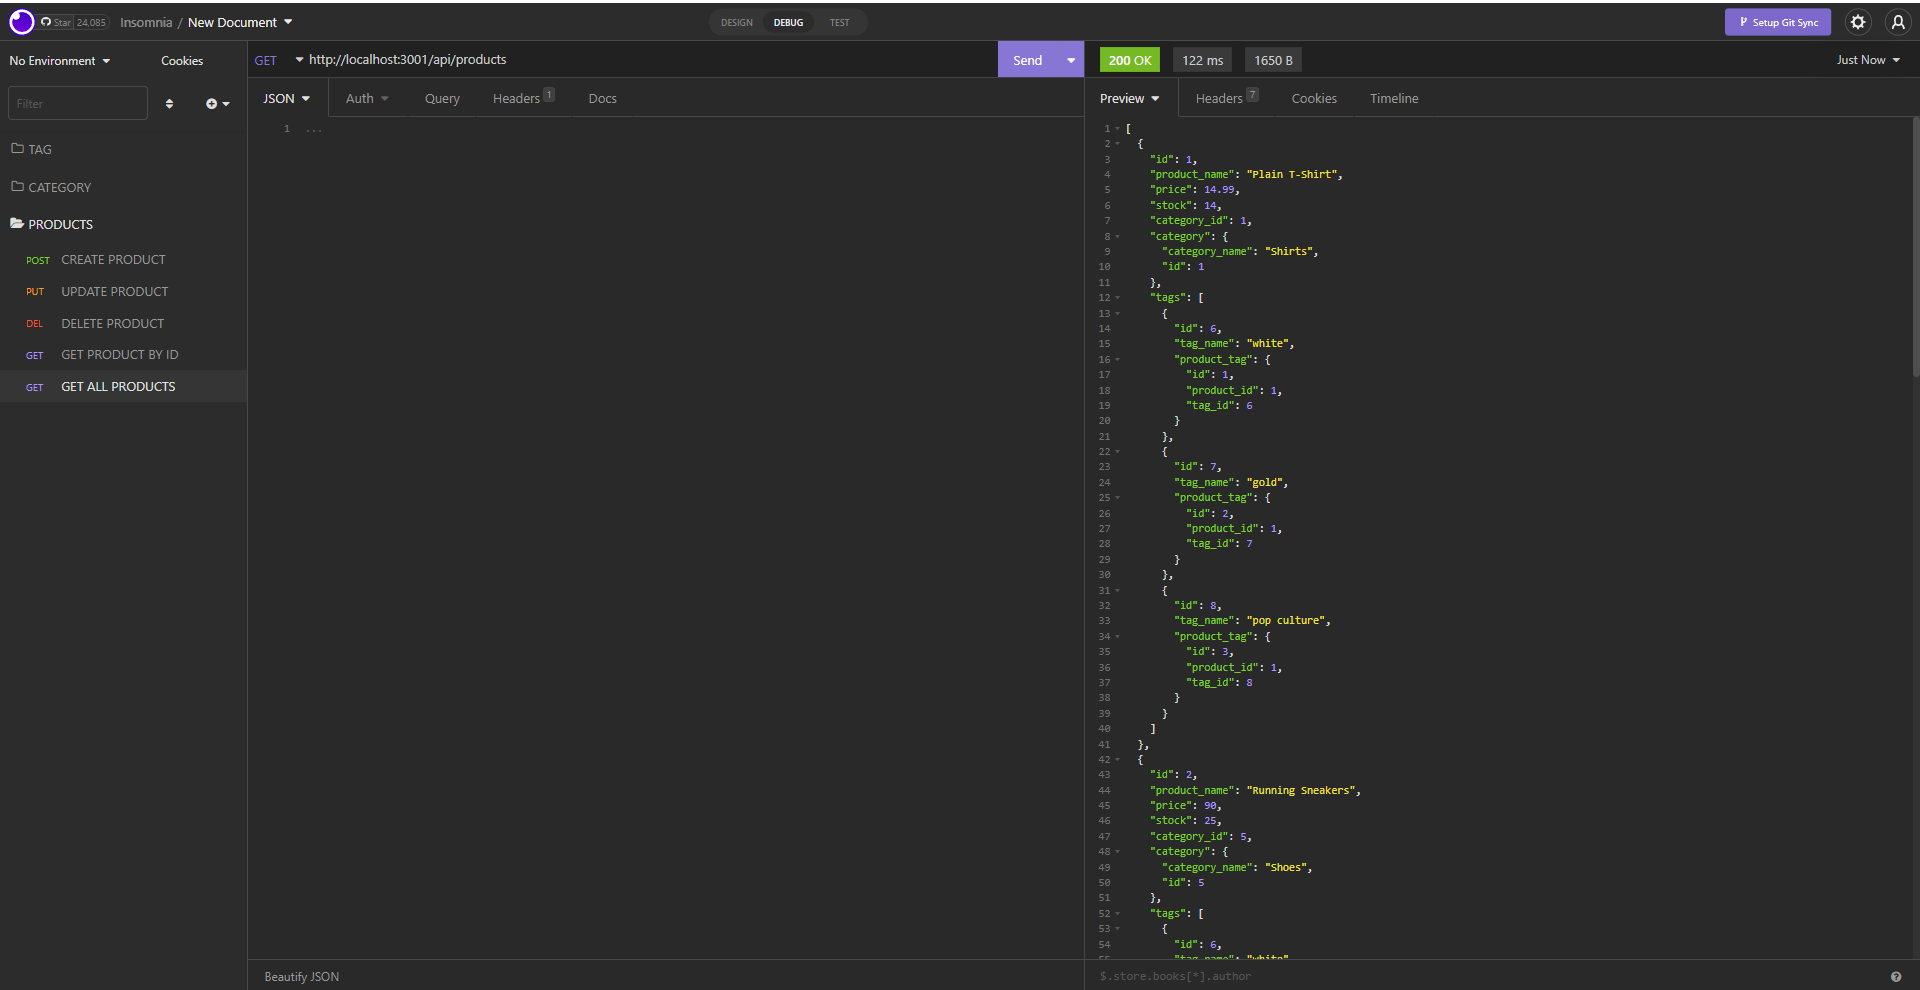 Star 24,085 Insomnia / New Document
DESIGN DEBUG TEST
Setup Git Sync
No Environment Cookies
GET http://localhost:3001/api/products Send
200 OK 122 ms 1650 B Just Now
Filter
JSON Auth Query Headers 1 Docs
Preview Headers 7 Cookies Timeline
TAG
CATEGORY
PRODUCTS
POST CREATE PRODUCT
PUT UPDATE PRODUCT
DEL DELETE PRODUCT
GET GET PRODUCT BY ID
GET GET ALL PRODUCTS
1 ...
Beautify JSON
1 [
2 {
3 "id": 1,
4 "product_name": "Plain T-Shirt",
5 "price": 14.99,
6 "stock": 14,
7 "category_id": 1,
8 "category": {
9 "category_name": "Shirts",
10 "id": 1
11 },
12 "tags": [
13 {
14 "id": 6,
15 "tag_name": "white",
16 "product_tag": {
17 "id": 1,
18 "product_id": 1,
19 "tag_id": 6
20 }
21 },
22 {
23 "id": 7,
24 "tag_name": "gold",
25 "product_tag": {
26 "id": 2,
27 "product_id": 1,
28 "tag_id": 7
29 }
30 },
31 {
32 "id": 8,
33 "tag_name": "pop culture",
34 "product_tag": {
35 "id": 3,
36 "product_id": 1,
37 "tag_id": 8
38 }
39 }
40 ]
41 },
42 {
43 "id": 2,
44 "product_name": "Running Sneakers",
45 "price": 90,
46 "stock": 25,
47 "category_id": 5,
48 "category": {
49 "category_name": "Shoes",
50 "id": 5
51 },
52 "tags": [
53 {
54 "id": 6,
55 "tag_name": "white"
$.store.books[*].author